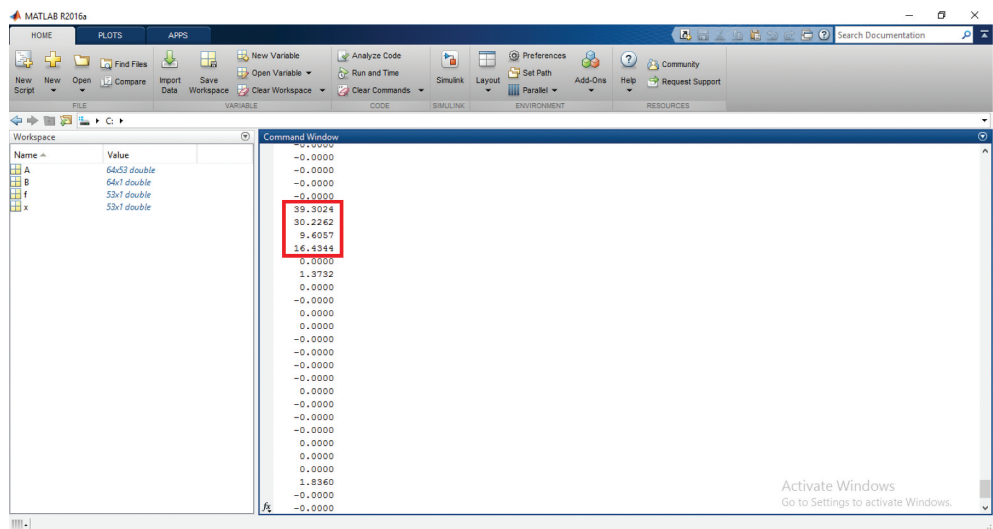 MATLAB R2016a
HOME PLOTS APPS Search Documentation
New Script New Open Find Files Compare Import Data Save Workspace New Variable Open Variable Clear Workspace Analyze Code Run and Time Clear Commands Simulink Layout Preferences Set Path Parallel Add-Ons Help Community Request Support
FILE VARIABLE CODE SIMULINK ENVIRONMENT RESOURCES
C:
Workspace
Name Value
A 64x53 double
B 64x1 double
f 53x1 double
x 53x1 double
Command Window
-0.0000
-0.0000
-0.0000
-0.0000
-0.0000
39.3024
30.2262
9.6057
16.4344
0.0000
1.3732
0.0000
-0.0000
0.0000
0.0000
-0.0000
-0.0000
-0.0000
-0.0000
0.0000
-0.0000
-0.0000
-0.0000
0.0000
0.0000
0.0000
1.8360
-0.0000
fx -0.0000
Activate Windows
Go to Settings to activate Windows.